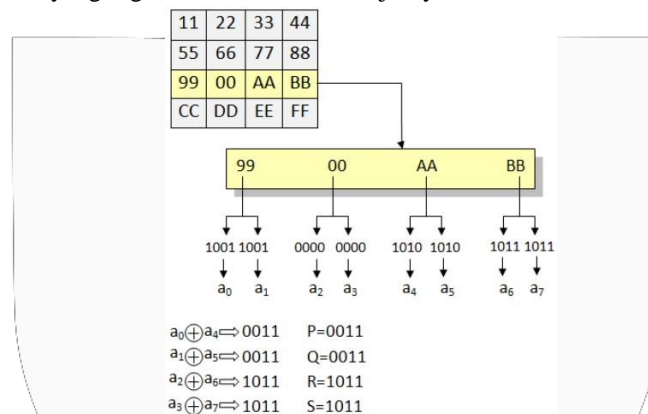 11 22 33 44
55 66 77 88
99 00 AA BB
CC DD EE FF
99 00 AA BB
1001 1001 0000 0000 1010 1010 1011 1011
a₀ a₁ a₂ a₃ a₄ a₅ a₆ a₇
a₀⊕a₄⇨0011 P=0011
a₁⊕a₅⇨0011 Q=0011
a₂⊕a₆⇨1011 R=1011
a₃⊕a₇⇨1011 S=1011